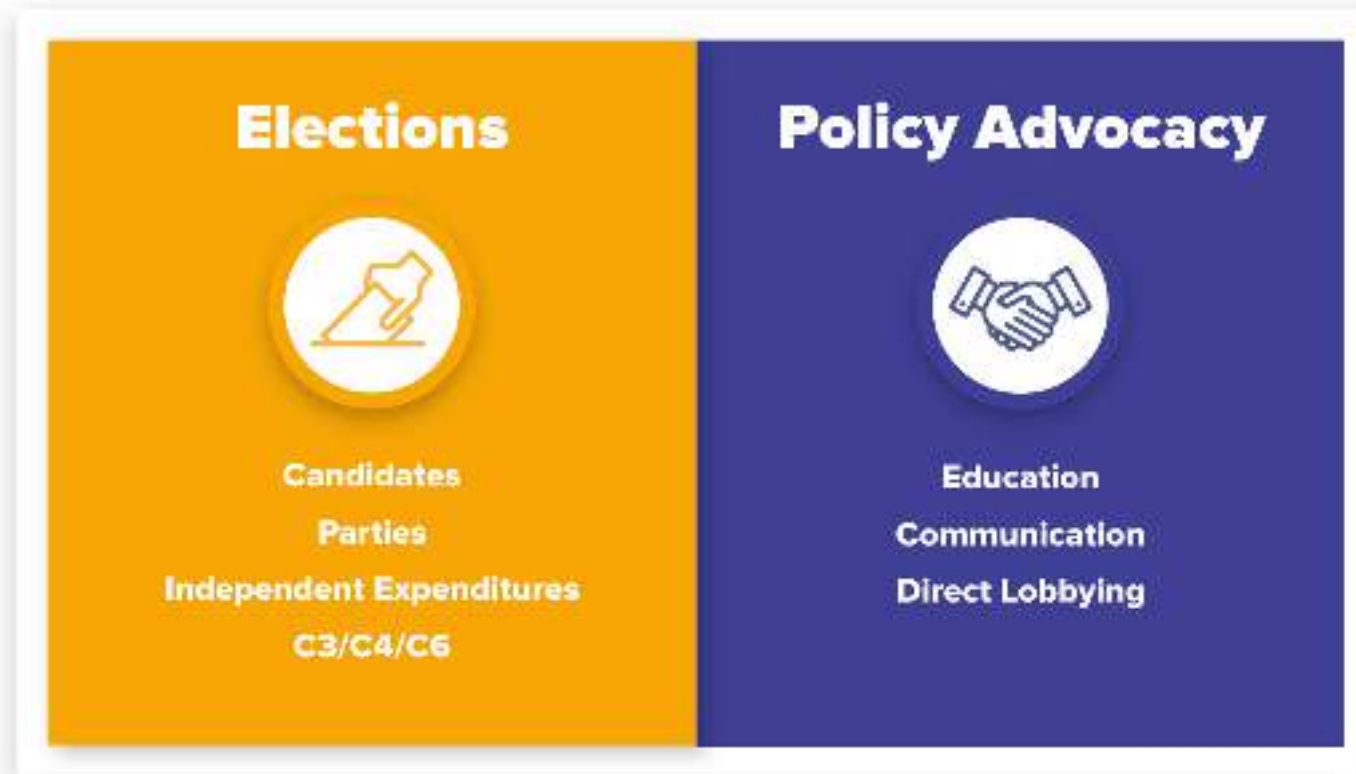 Elections
Candidates
Parties
Independent Expenditures
C3/C4/C6
Policy Advocacy
Education
Communication
Direct Lobbying